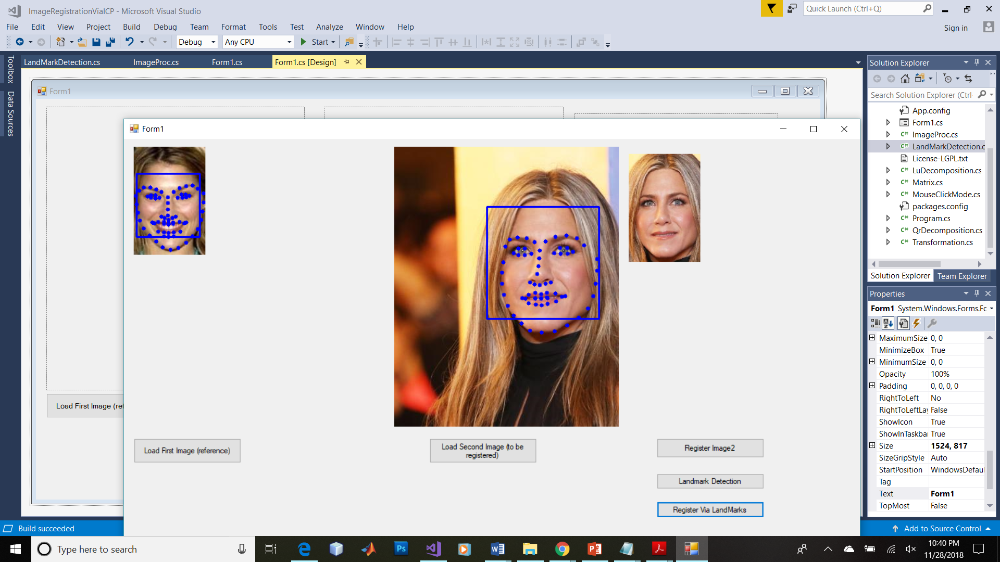 ImageRegistrationViaICP - Microsoft Visual Studio
Quick Launch (Ctrl+Q)
File Edit View Project Build Debug Team Format Tools Test Analyze Window Help
Sign in
Debug Any CPU Start
Toolbox
Data Sources
LandMarkDetection.cs ImageProc.cs Form1.cs Form1.cs [Design]
Form1
Load First Image (ref
Form1
Load First Image (reference)
Load Second Image (to be
registered)
Register Image2
Landmark Detection
Register Via LandMarks
Solution Explorer
Search Solution Explorer (Ctrl
App.config
Form1.cs
ImageProc.cs
LandMarkDetection.c
License-LGPL.txt
LuDecomposition.cs
Matrix.cs
MouseClickMode.cs
packages.config
Program.cs
QrDecomposition.cs
Transformation.cs
Solution Explorer Team Explorer
Properties
Form1 System.Windows.Forms.Fc
MaximumSize 0, 0
MinimizeBox True
MinimumSize 0, 0
Opacity 100%
Padding 0, 0, 0, 0
RightToLeft No
RightToLeftLay False
ShowIcon True
ShowInTaskbar True
Size 1524, 817
SizeGripStyle Auto
StartPosition WindowsDefaul
Tag
Text Form1
TopMost False
Build succeeded
Add to Source Control
Type here to search
10:40 PM
11/28/2018